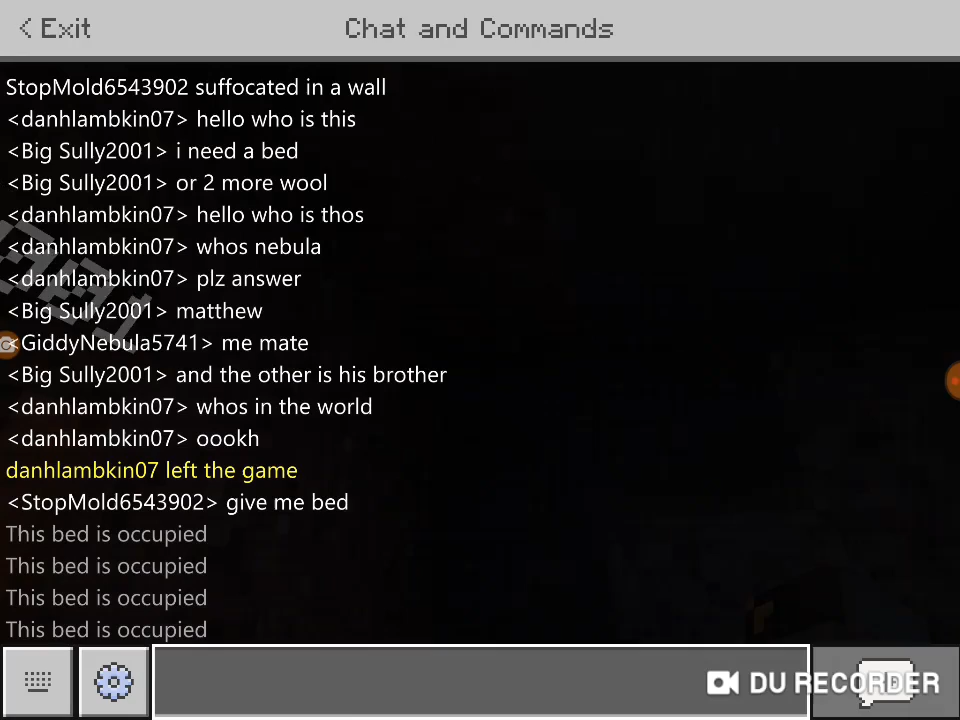 < Exit
Chat and Commands
StopMold6543902 suffocated in a wall
<danhlambkin07> hello who is this
<Big Sully2001> i need a bed
<Big Sully2001> or 2 more wool
<danhlambkin07> hello who is thos
<danhlambkin07> whos nebula
<danhlambkin07> plz answer
<Big Sully2001> matthew
<GiddyNebula5741> me mate
<Big Sully2001> and the other is his brother
<danhlambkin07> whos in the world
<danhlambkin07> oookh
danhlambkin07 left the game
<StopMold6543902> give me bed
This bed is occupied
This bed is occupied
This bed is occupied
This bed is occupied
DU RECORDER